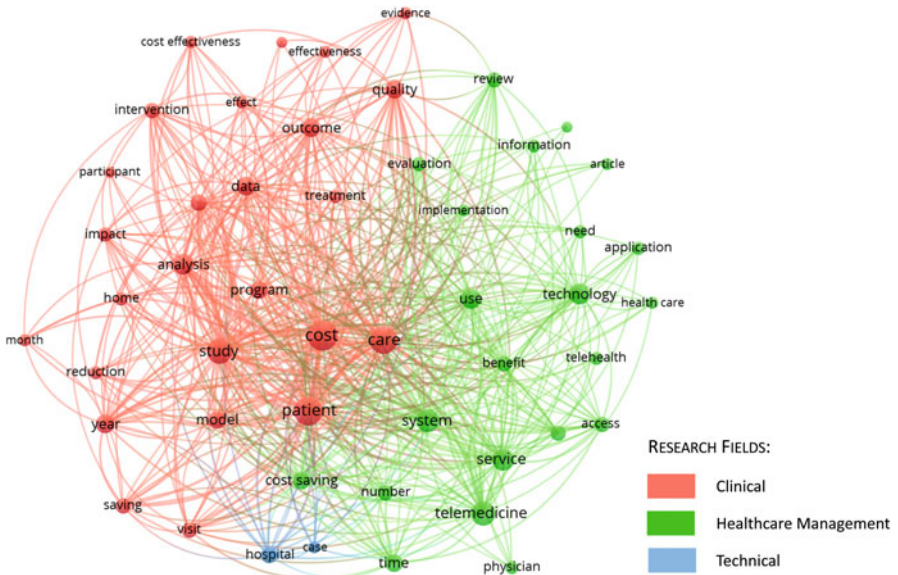 evidence
cost effectiveness
effectiveness
review
quality
effect
intervention
outcome
information
evaluation
article
participant
data
treatment
implementation
impact
need
application
analysis
program
home
use
technology
health care
month
cost
care
study
benefit
telehealth
reduction
patient
year
model
system
access
RESEARCH FIELDS:
service
cost saving
Clinical
number
saving
telemedicine
Healthcare Management
visit
hospital
case
time
physician
Technical